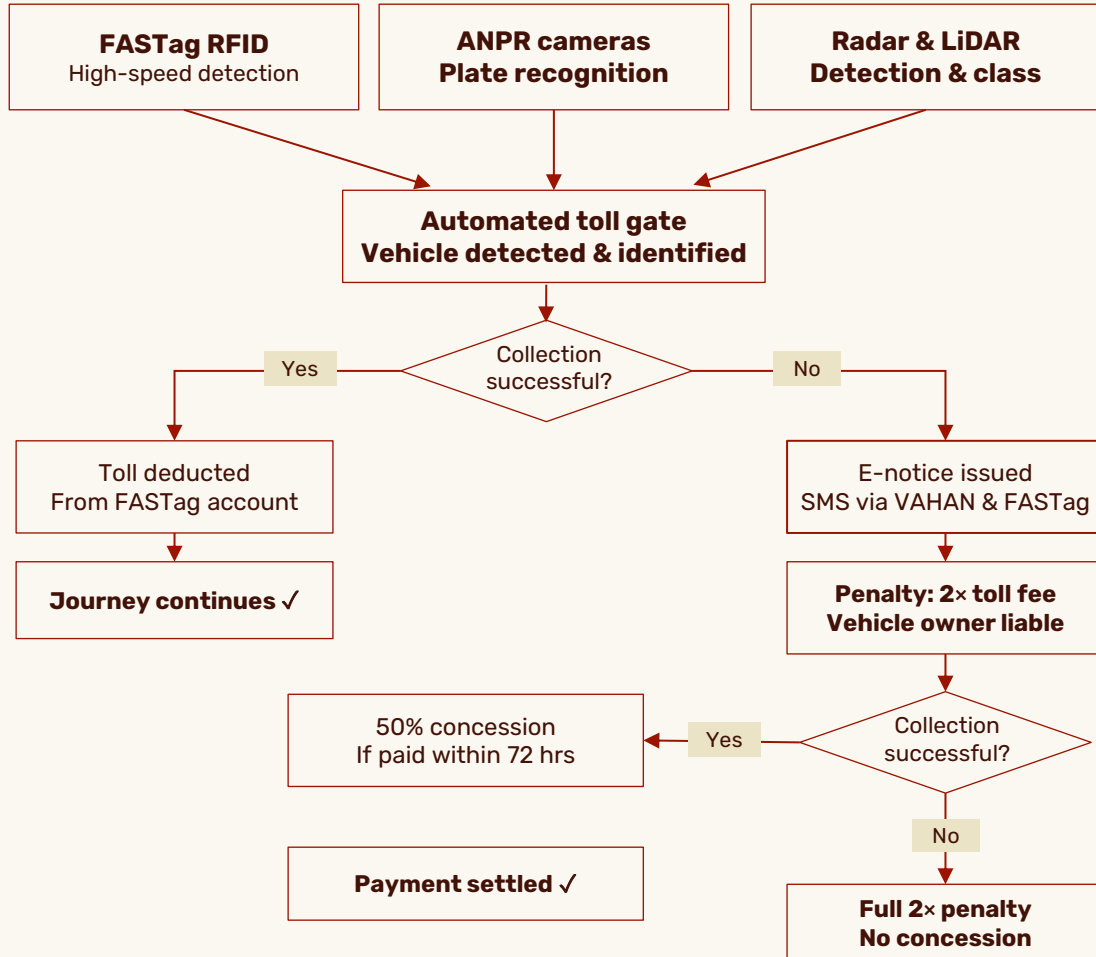 FASTag RFID
High-speed detection
ANPR cameras
Plate recognition
Radar & LiDAR
Detection & class
Automated toll gate
Vehicle detected & identified
Collection
successful?
Yes
No
Toll deducted
From FASTag account
E-notice issued
SMS via VAHAN & FASTag
Journey continues ✓
Penalty: 2× toll fee
Vehicle owner liable
50% concession
If paid within 72 hrs
Yes
Collection
successful?
No
Payment settled ✓
Full 2× penalty
No concession